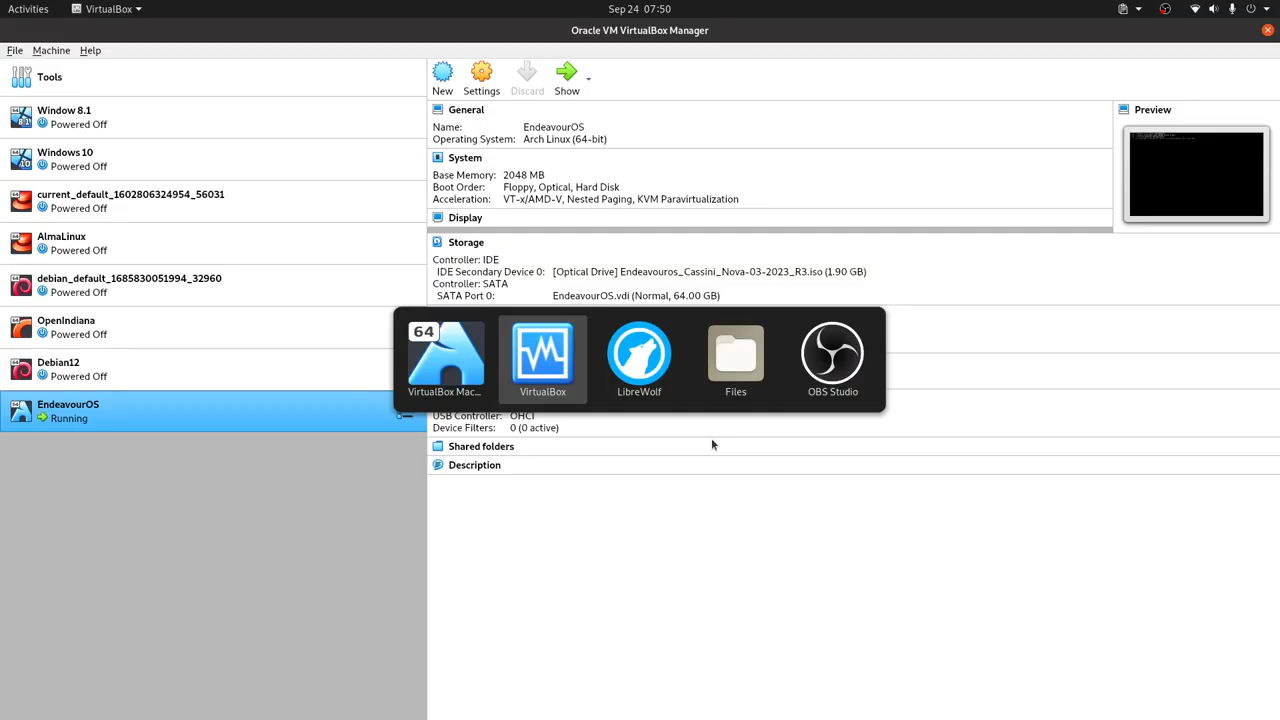 Activities
VirtualBox
Sep 24 07:50
Oracle VM VirtualBox Manager
File Machine Help
Tools
Window 8.1
Powered Off
Windows 10
Powered Off
current_default_1602806324954_56031
Powered Off
AlmaLinux
Powered Off
debian_default_1685830051994_32960
Powered Off
OpenIndiana
Powered Off
Debian12
Powered Off
EndeavourOS
Running
New Settings Discard Show
General
Name: EndeavourOS
Operating System: Arch Linux (64-bit)
System
Base Memory: 2048 MB
Boot Order: Floppy, Optical, Hard Disk
Acceleration: VT-x/AMD-V, Nested Paging, KVM Paravirtualization
Display
Storage
Controller: IDE
IDE Secondary Device 0: [Optical Drive] Endeavouros_Cassini_Nova-03-2023_R3.iso (1.90 GB)
Controller: SATA
SATA Port 0: EndeavourOS.vdi (Normal, 64.00 GB)
64
VirtualBox Mac...
VirtualBox
LibreWolf
Files
OBS Studio
USB Controller: OHCI
Device Filters: 0 (0 active)
Shared folders
Description
Preview